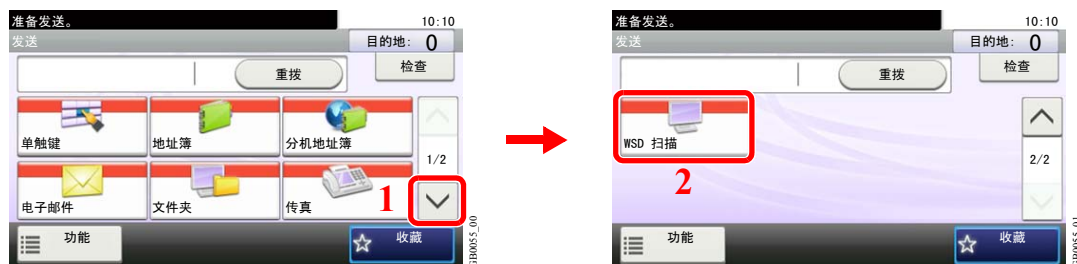 准备发送。
10:10
发送
目的地: 0
重拨
检查
单触键
地址簿
分机地址簿
1/2
电子邮件
文件夹
传真
1
功能
收藏
GB0055_00
准备发送。
10:10
发送
目的地: 0
重拨
检查
WSD 扫描
2
2/2
功能
收藏
GB0055_01